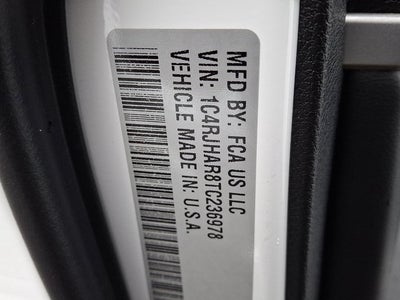 MFD BY: FCA US LLC
VIN: 1C4RJHAR8TC236978
VEHICLE MADE IN: U.S.A.